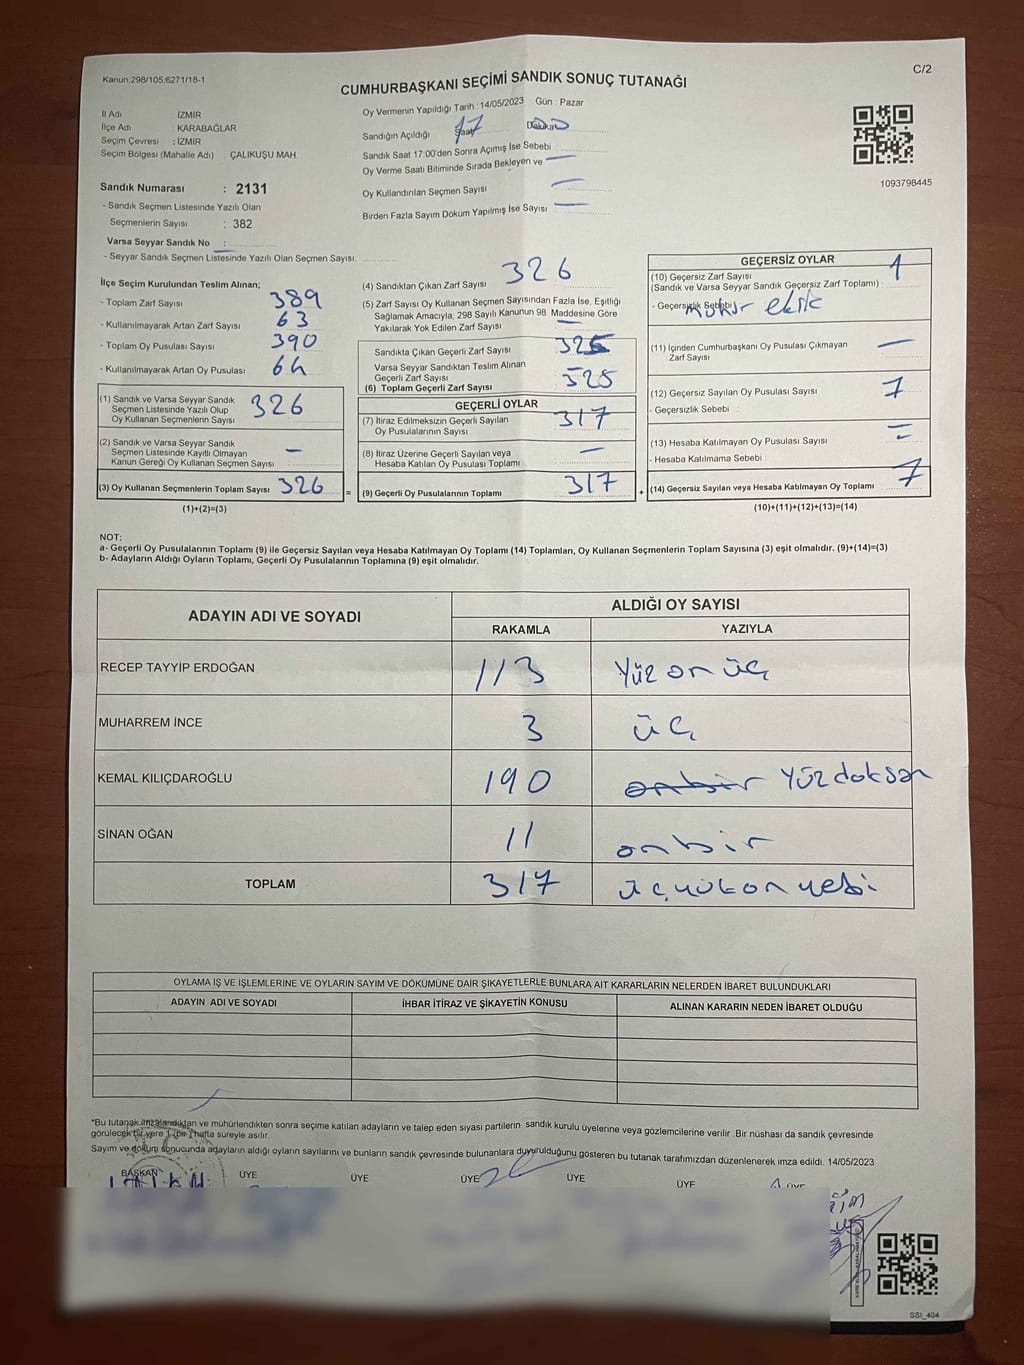 Kanun:298/105:6271/18-1
C/2
CUMHURBAŞKANI SEÇİMİ SANDIK SONUÇ TUTANAĞI
İl Adı İZMİR
İlçe Adı : KARABAĞLAR
Seçim Çevresi : İZMİR
Seçim Bölgesi (Mahalle Adı) ÇALIKUŞU MAH.
Sandık Numarası : 2131
- Sandık Seçmen Listesinde Yazılı Olan
Seçmenlerin Sayısı : 382
Varsa Seyyar Sandık No :
- Seyyar Sandık Seçmen Listesinde Yazılı Olan Seçmen Sayısı:
Oy Vermenin Yapıldığı Tarih : 14/05/2023 Gün : Pazar
Sandığın Açıldığı Saat 17 Dakika 00
Sandık Saat 17:00'den Sonra Açımış İse Sebebi :
Oy Verme Saati Bitiminde Sırada Bekleyen ve —
Oy Kullandırılan Seçmen Sayısı —
Birden Fazla Sayım Döküm Yapılmış İse Sayısı —
1093798445
İlçe Seçim Kurulundan Teslim Alınan;
- Toplam Zarf Sayısı 389
- Kullanılmayarak Artan Zarf Sayısı 63
- Toplam Oy Pusulası Sayısı 390
- Kullanılmayarak Artan Oy Pusulası 64
(1) Sandık ve Varsa Seyyar Sandık
Seçmen Listesinde Yazılı Olup
Oy Kullanan Seçmenlerin Sayısı 326
(2) Sandık ve Varsa Seyyar Sandık
Seçmen Listesinde Kayıtlı Olmayan
Kanun Gereği Oy Kullanan Seçmen Sayısı —
(3) Oy Kullanan Seçmenlerin Toplam Sayısı 326
(1)+(2)=(3)
=
(4) Sandıktan Çıkan Zarf Sayısı 326
(5) Zarf Sayısı Oy Kullanan Seçmen Sayısından Fazla İse, Eşitliği
Sağlamak Amacıyla; 298 Sayılı Kanunun 98. Maddesine Göre
Yakılarak Yok Edilen Zarf Sayısı —
Sandıkta Çıkan Geçerli Zarf Sayısı 325
Varsa Seyyar Sandıktan Teslim Alınan
Geçerli Zarf Sayısı
(6) Toplam Geçerli Zarf Sayısı 325
GEÇERLİ OYLAR
(7) İtiraz Edilmeksizin Geçerli Sayılan
Oy Pusulalarının Sayısı 317
(8) İtiraz Üzerine Geçerli Sayılan veya
Hesaba Katılan Oy Pusulası Toplamı —
(9) Geçerli Oy Pusulalarının Toplamı 317
+
GEÇERSİZ OYLAR
(10) Geçersiz Zarf Sayısı 1
(Sandık ve Varsa Seyyar Sandık Geçersiz Zarf Toplamı) :
- Geçersizlik Sebebi mühür eksik
(11) İçinden Cumhurbaşkanı Oy Pusulası Çıkmayan
Zarf Sayısı —
(12) Geçersiz Sayılan Oy Pusulası Sayısı 7
- Geçersizlik Sebebi :
(13) Hesaba Katılmayan Oy Pusulası Sayısı —
- Hesaba Katılmama Sebebi :
(14) Geçersiz Sayılan veya Hesaba Katılmayan Oy Toplamı 7
(10)+(11)+(12)+(13)=(14)
NOT:
a- Geçerli Oy Pusulalarının Toplamı (9) ile Geçersiz Sayılan veya Hesaba Katılmayan Oy Toplamı (14) Toplamları, Oy Kullanan Seçmenlerin Toplam Sayısına (3) eşit olmalıdır. (9)+(14)=(3)
b- Adayların Aldığı Oyların Toplamı, Geçerli Oy Pusulalarının Toplamına (9) eşit olmalıdır.
ADAYIN ADI VE SOYADI ALDIĞI OY SAYISI
RAKAMLA YAZIYLA
RECEP TAYYİP ERDOĞAN 113 Yüz on üç
MUHARREM İNCE 3 üç
KEMAL KILIÇDAROĞLU 190 onbir Yüzdoksan
SİNAN OĞAN 11 onbir
TOPLAM 317 üçyüzonyedi
OYLAMA İŞ VE İŞLEMLERİNE VE OYLARIN SAYIM VE DÖKÜMÜNE DAİR ŞİKAYETLERLE BUNLARA AİT KARARLARIN NELERDEN İBARET BULUNDUKLARI
ADAYIN ADI VE SOYADI İHBAR İTİRAZ VE ŞİKAYETİN KONUSU ALINAN KARARIN NEDEN İBARET OLDUĞU
*Bu tutanak imzalandıktan ve mühürlendikten sonra seçime katılan adayların ve talep eden siyasi partilerin sandık kurulu üyelerine veya gözlemcilerine verilir. Bir nüshası da sandık çevresinde
görülecek bir yere 1 (bir) hafta süreyle asılır.
Sayım ve döküm sonucunda adayların aldığı oyların sayılarını ve bunların sandık çevresinde bulunanlara duyurulduğunu gösteren bu tutanak tarafımızdan düzenlenerek imza edildi. 14/05/2023
BAŞKAN ÜYE ÜYE ÜYE ÜYE ÜYE ÜYE
SSI_404